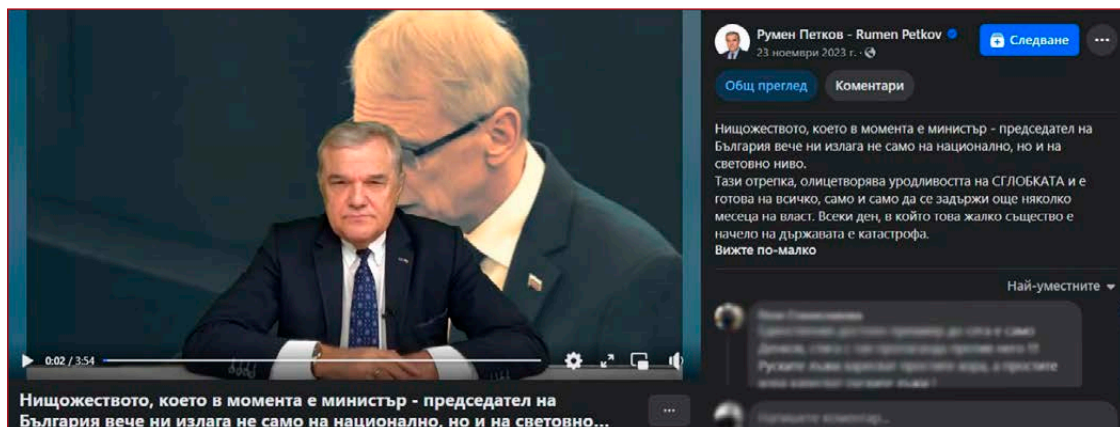 Румен Петков - Rumen Petkov
23 ноември 2023 г. ·
Следване
Общ преглед
Коментари
Нищожеството, което в момента е министър - председател на
България вече ни излага не само на национално, но и на
световно ниво.
Тази отрепка, олицетворява уродливостта на СГЛОБКАТА и е
готова на всичко, само и само да се задържи още няколко
месеца на власт. Всеки ден, в който това жалко същество е
начело на държавата е катастрофа.
Вижте по-малко
Най-уместните
0:02 / 3:54
Нищожеството, което в момента е министър - председател на
България вече ни излага не само на национално, но и на световно...